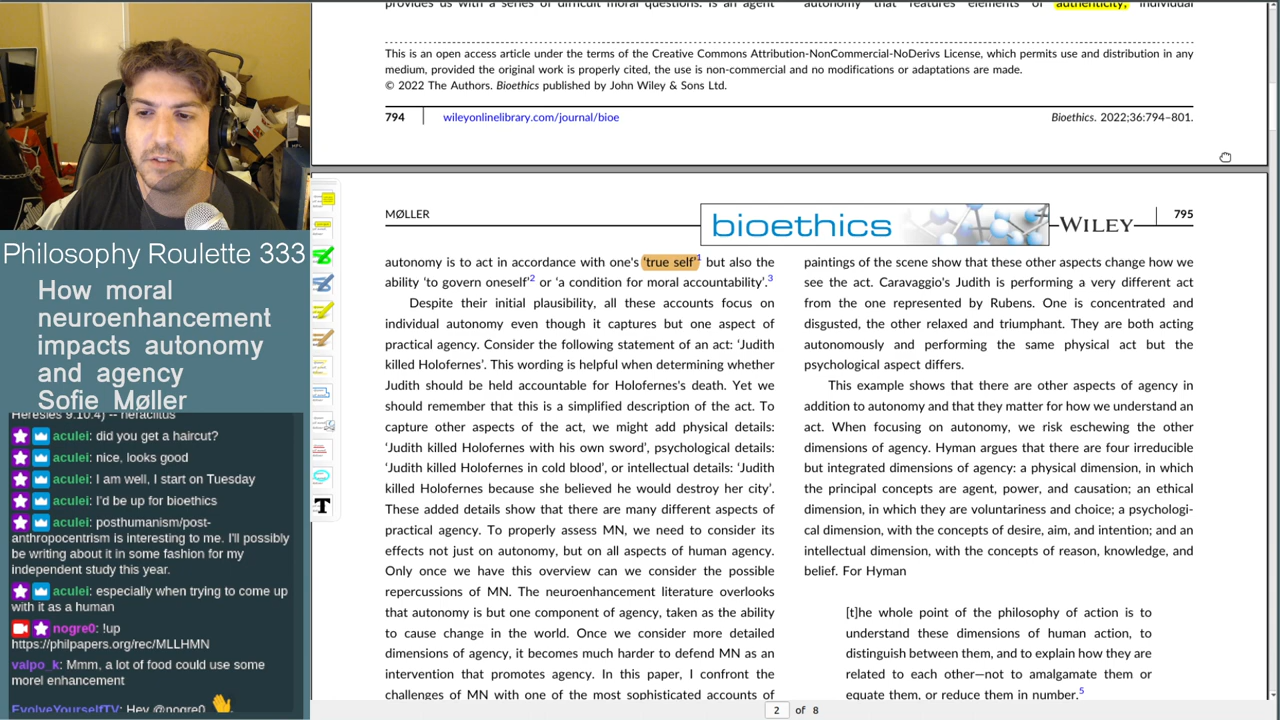 provides us with a series of difficult moral questions. Is an agent
autonomy that features elements of authenticity, individual
This is an open access article under the terms of the Creative Commons Attribution-NonCommercial-NoDerivs License, which permits use and distribution in any
medium, provided the original work is properly cited, the use is non-commercial and no modifications or adaptations are made.
© 2022 The Authors. Bioethics published by John Wiley & Sons Ltd.
794 wileyonlinelibrary.com/journal/bioe Bioethics. 2022;36:794–801.
MØLLER bioethics WILEY 795
autonomy is to act in accordance with one's 'true self'1 but also the
ability 'to govern oneself'2 or 'a condition for moral accountability'.3
Despite their initial plausibility, all these accounts focus on
individual autonomy even though it captures but one aspect of
practical agency. Consider the following statement of an act: 'Judith
killed Holofernes'. This wording is helpful when determining whether
Judith should be held accountable for Holofernes's death. Yet we
should remember that this is a simplified description of the act. To
capture other aspects of the act, we might add physical details:
'Judith killed Holofernes with his own sword', psychological details:
'Judith killed Holofernes in cold blood', or intellectual details: 'Judith
killed Holofernes because she believed he would destroy her city'.
These added details show that there are many different aspects of
practical agency. To properly assess MN, we need to consider its
effects not just on autonomy, but on all aspects of human agency.
Only once we have this overview can we consider the possible
repercussions of MN. The neuroenhancement literature overlooks
that autonomy is but one component of agency, taken as the ability
to cause change in the world. Once we consider more detailed
dimensions of agency, it becomes much harder to defend MN as an
intervention that promotes agency. In this paper, I confront the
challenges of MN with one of the most sophisticated accounts of
paintings of the scene show that these other aspects change how we
see the act. Caravaggio's Judith is performing a very different act
from the one represented by Rubens. One is concentrated and
disgusted, the other relaxed and triumphant. They are both acting
autonomously and performing the same physical act but the
psychological aspect differs.
This example shows that there are other aspects of agency in
addition to autonomy and that they matter for how we understand an
act. When focusing on autonomy, we risk eschewing the other
dimensions of agency. Hyman argues that there are four irreducible
but integrated dimensions of agency: a physical dimension, in which
the principal concepts are agent, power, and causation; an ethical
dimension, in which they are voluntariness and choice; a psychologi-
cal dimension, with the concepts of desire, aim, and intention; and an
intellectual dimension, with the concepts of reason, knowledge, and
belief. For Hyman
[t]he whole point of the philosophy of action is to
understand these dimensions of human action, to
distinguish between them, and to explain how they are
related to each other—not to amalgamate them or
equate them, or reduce them in number.5
2 of 8
T
Philosophy Roulette 333
How moral
neuroenhancement
impacts autonomy
and agency
Sofie Møller
Heresies 9.10.4) -- heraclitus
aculei: did you get a haircut?
aculei: nice, looks good
aculei: I am well, I start on Tuesday
aculei: I'd be up for bioethics
aculei: posthumanism/post-
anthropocentrism is interesting to me. I'll possibly
be writing about it in some fashion for my
independent study this year.
aculei: especially when trying to come up
with it as a human
nogre0: !up
https://philpapers.org/rec/MLLHMN
valpo_k: Mmm, a lot of food could use some
morel enhancement
EvolveYourselfTV: Hey @nogre0